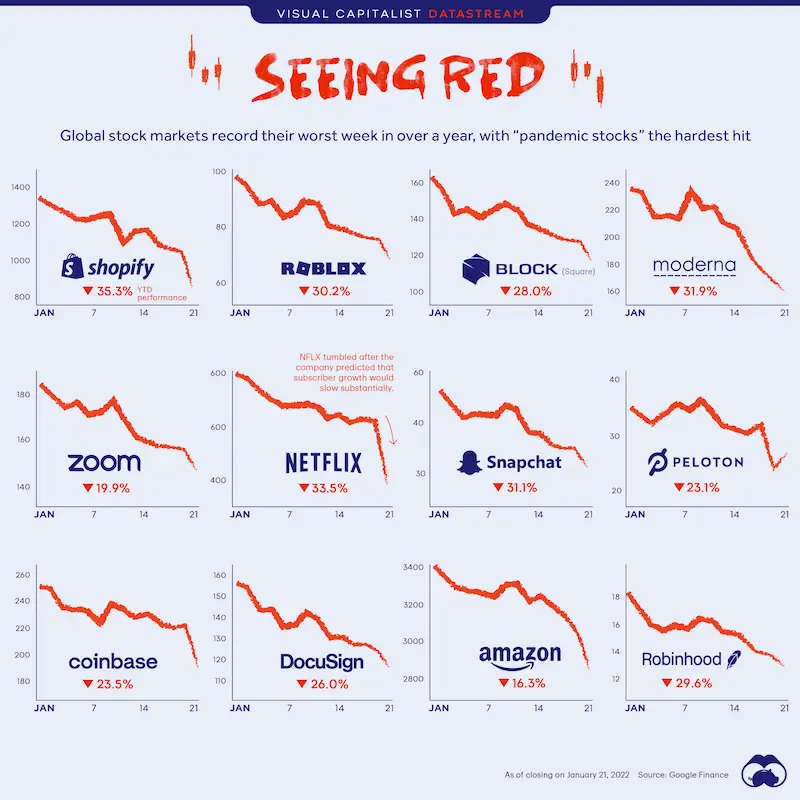 VISUAL CAPITALIST DATASTREAM
SEEING RED
Global stock markets record their worst week in over a year, with “pandemic stocks” the hardest hit
1400
1200
1000
800
shopify
▼ 35.3% YTD
performance
JAN 7 14 21
100
80
60
ROBLOX
▼ 30.2%
JAN 7 14 21
160
140
120
100
BLOCK (Square)
▼ 28.0%
JAN 7 14 21
240
220
200
180
160
moderna
▼ 31.9%
JAN 7 14 21
180
160
140
zoom
▼ 19.9%
JAN 7 14 21
NFLX tumbled after the
company predicted that
subscriber growth would
slow substantially.
600
600
400
NETFLIX
▼ 33.5%
JAN 7 14 21
60
40
30
Snapchat
▼ 31.1%
JAN 7 14 21
40
30
20
PELOTON
▼ 23.1%
JAN 7 14 21
260
240
220
200
180
coinbase
▼ 23.5%
JAN 7 14 21
160
150
140
130
120
110
DocuSign
▼ 26.0%
JAN 7 14 21
3400
3200
3000
2800
amazon
▼ 16.3%
JAN 7 14 21
18
16
14
12
Robinhood
▼ 29.6%
JAN 7 14 21
As of closing on January 21, 2022 Source: Google Finance